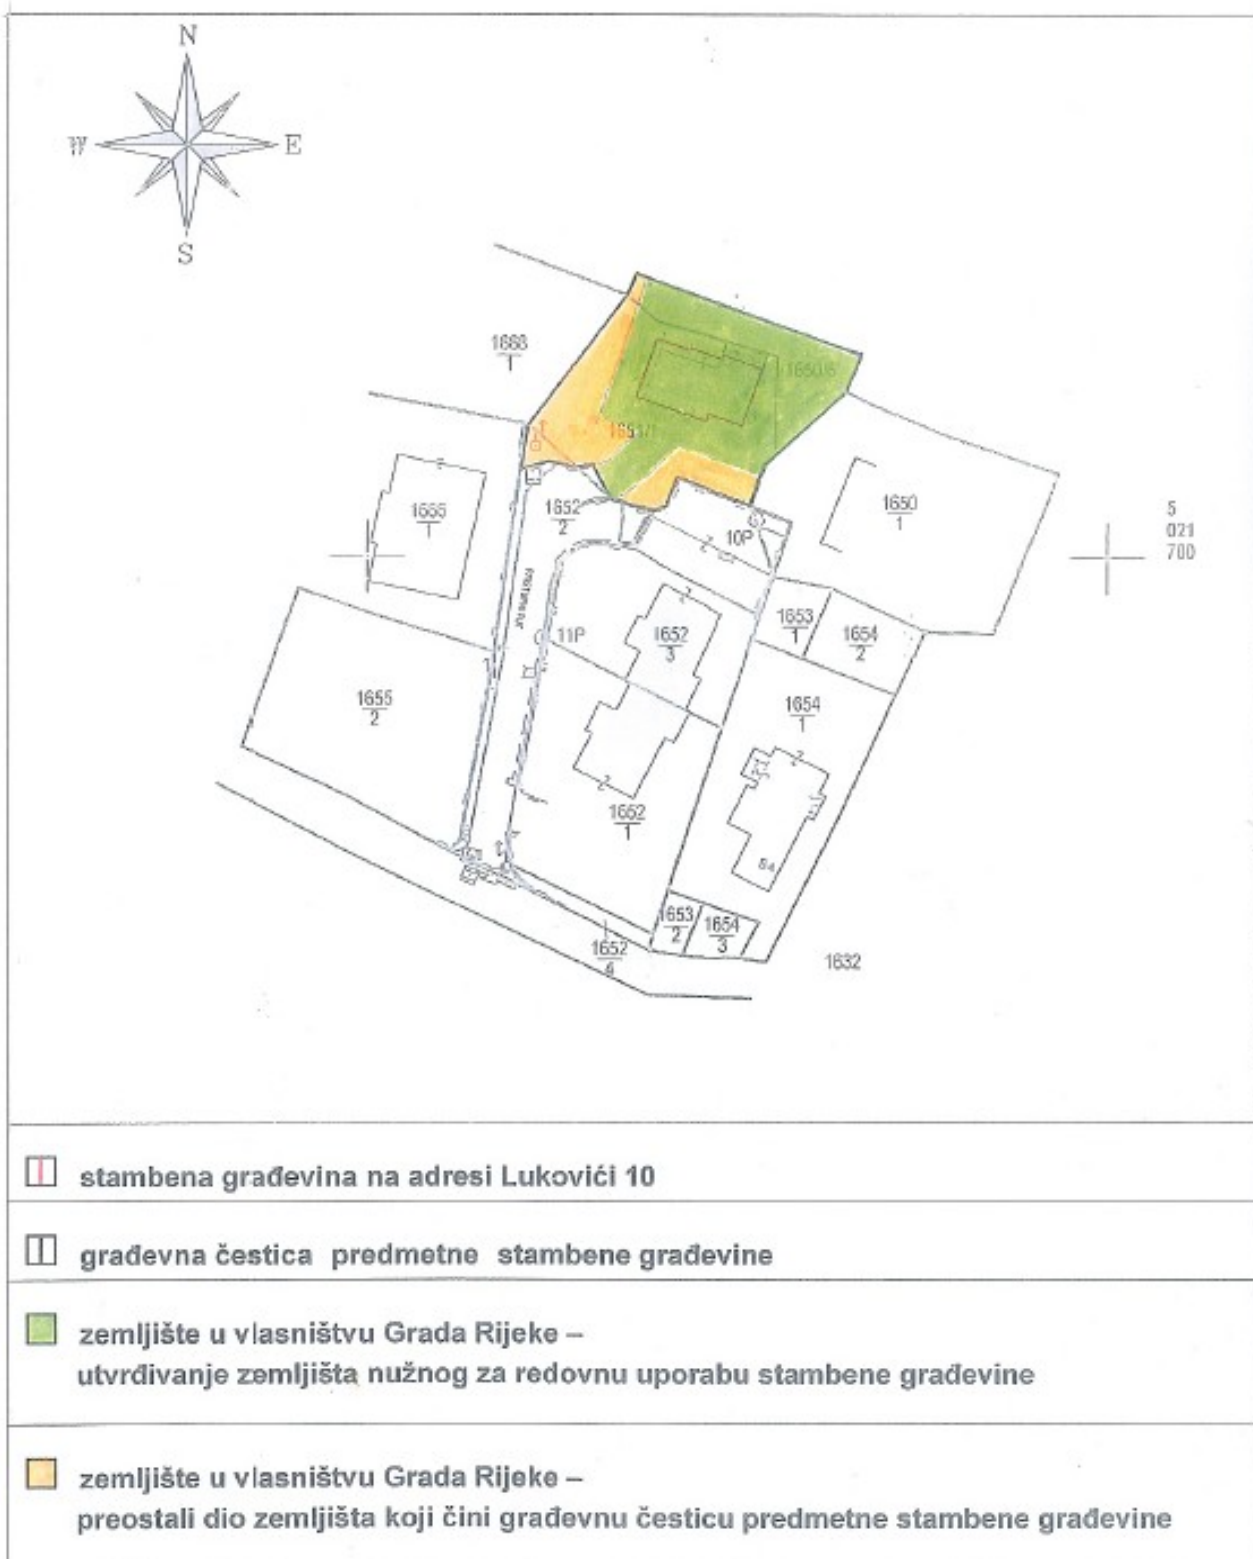 N
W E
S
1668
1
1650/6
1651/1
1665
1
1652
2
10P
1650
1
5
021
700
1653
1
1654
2
11P
1652
3
1655
2
1654
1
1652
1
1653
2
1654
3
1652
4
1632
stambena građevina na adresi Lukovići 10
građevna čestica predmetne stambene građevine
zemljište u vlasništvu Grada Rijeke –
utvrđivanje zemljišta nužnog za redovnu uporabu stambene građevine
zemljište u vlasništvu Grada Rijeke –
preostali dio zemljišta koji čini građevnu česticu predmetne stambene građevine